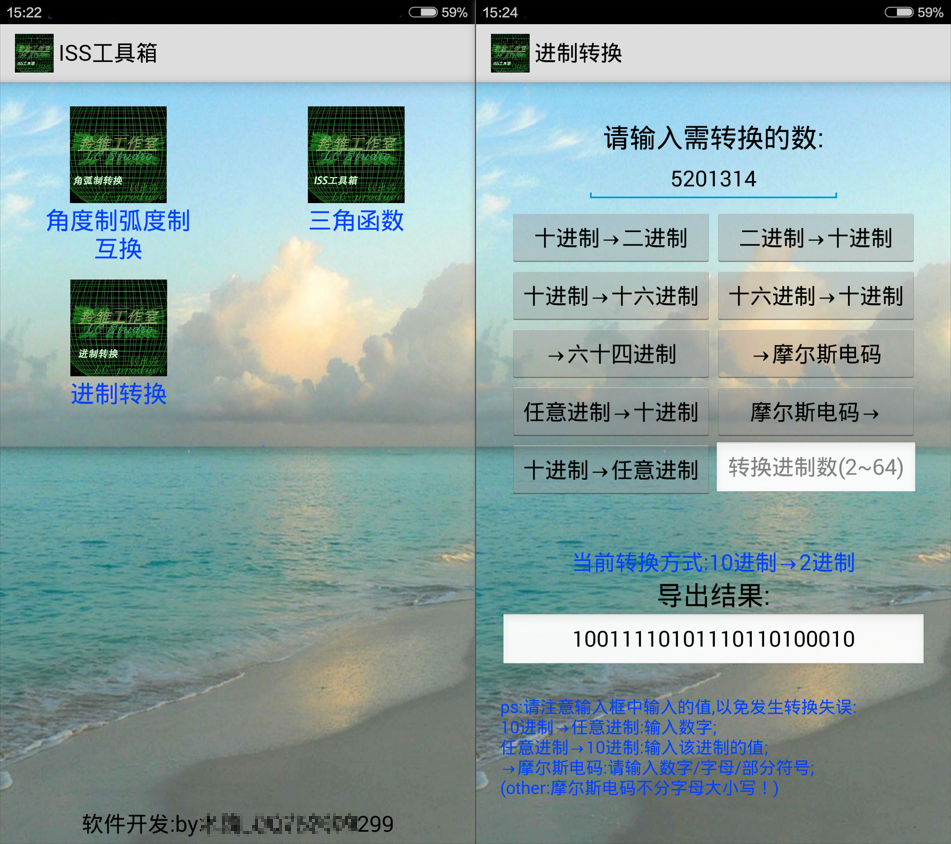 15:22
59%
ISS工具箱
羚雏工作室
LC Studio
角弧制转换
角度制弧度制
互换
羚雏工作室
LC Studio
ISS工具箱
三角函数
羚雏工作室
LC Studio
进制转换
进制转换
软件开发:by
299
15:24
59%
进制转换
请输入需转换的数:
5201314
十进制→二进制
二进制→十进制
十进制→十六进制
十六进制→十进制
→六十四进制
→摩尔斯电码
任意进制→十进制
摩尔斯电码→
十进制→任意进制
转换进制数(2~64)
当前转换方式:10进制→2进制
导出结果:
10011110101110110100010
ps:请注意输入框中输入的值,以免发生转换失误:
10进制→任意进制:输入数字;
任意进制→10进制:输入该进制的值;
→摩尔斯电码:请输入数字/字母/部分符号;
(other:摩尔斯电码不分字母大小写！)